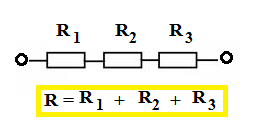 R₁ R₂ R₃
R = R₁ + R₂ + R₃